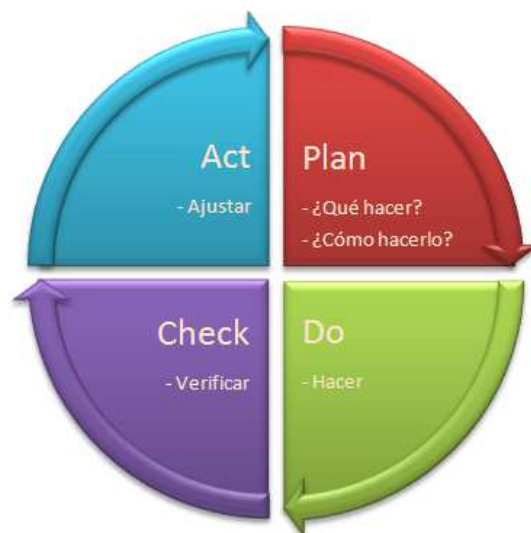 Act
- Ajustar
Plan
- ¿Qué hacer?
- ¿Cómo hacerlo?
Check
- Verificar
Do
- Hacer